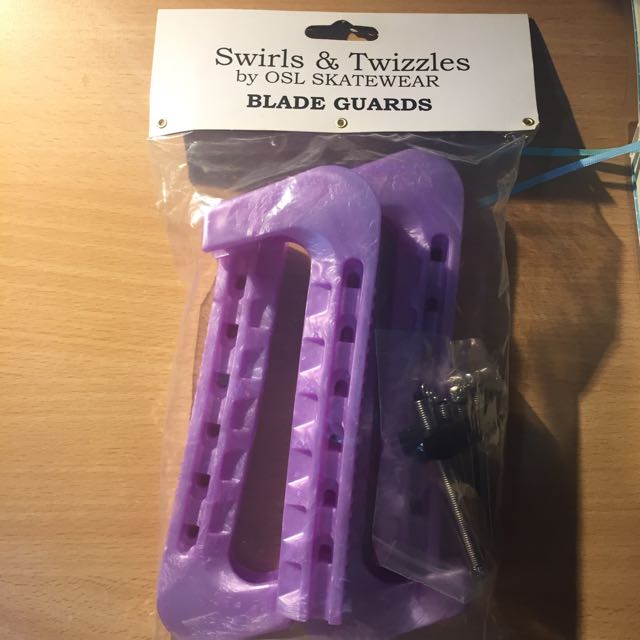 Swirls & Twizzles
by OSL SKATEWEAR
BLADE GUARDS